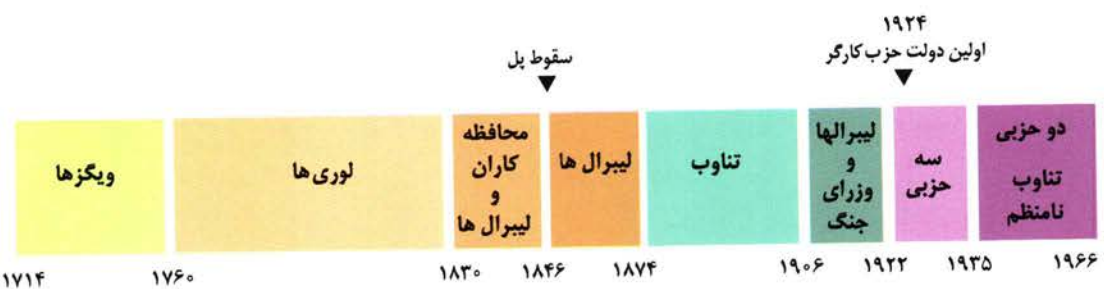 ۱۹۲۴
اولین دولت حزب کارگر
سقوط پل
ویگزها
لوری ها
محافظه
کاران
و
لیبرال ها
لیبرال ها
تناوب
لیبرالها
و
وزرای
جنگ
سه
حزبی
دو حزبی
تناوب
نامنظم
۱۷۱۴
۱۷۶۰
۱۸۳۰
۱۸۴۶
۱۸۷۴
۱۹۰۶
۱۹۲۲
۱۹۳۵
۱۹۶۶